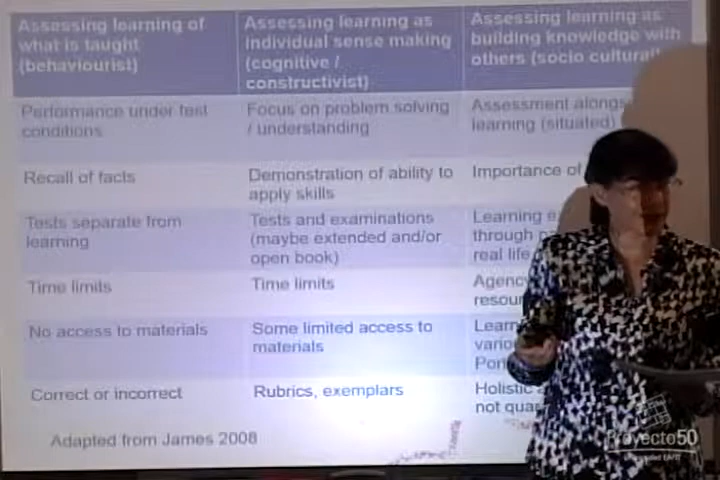 Assessing learning of
what is taught
(behaviourist)
Assessing learning as
individual sense making
(cognitive /
constructivist)
Assessing learning as
building knowledge with
others (socio cultural)
Performance under test
conditions
Focus on problem solving
/ understanding
Assessment alongs
learning (situated)
Recall of facts
Demonstration of ability to
apply skills
Importance of
Tests separate from
learning
Tests and examinations
(maybe extended and/or
open book)
Learning e
through
real life
Time limits
Time limits
Agency
resour
No access to materials
Some limited access to
materials
Learn
vario
Correct or incorrect
Rubrics, exemplars
Holistic
not qua
Adapted from James 2008
Proyecto50